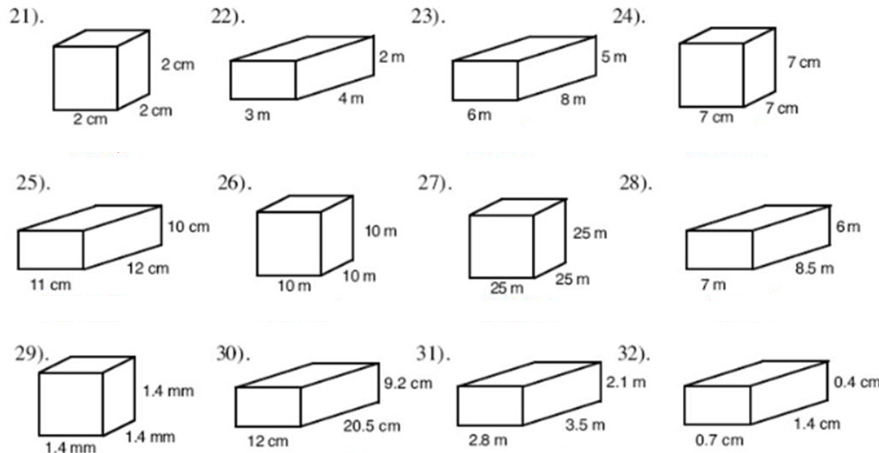 21). 22). 23). 24).
2 cm 2 m 5 m 7 cm
2 cm 2 cm 3 m 4 m 6 m 8 m 7 cm 7 cm
25). 26). 27). 28).
10 cm 10 m 25 m 6 m
11 cm 12 cm 10 m 10 m 25 m 25 m 7 m 8.5 m
29). 30). 31). 32).
1.4 mm 9.2 cm 2.1 m 0.4 cm
1.4 mm 1.4 mm 12 cm 20.5 cm 2.8 m 3.5 m 0.7 cm 1.4 cm